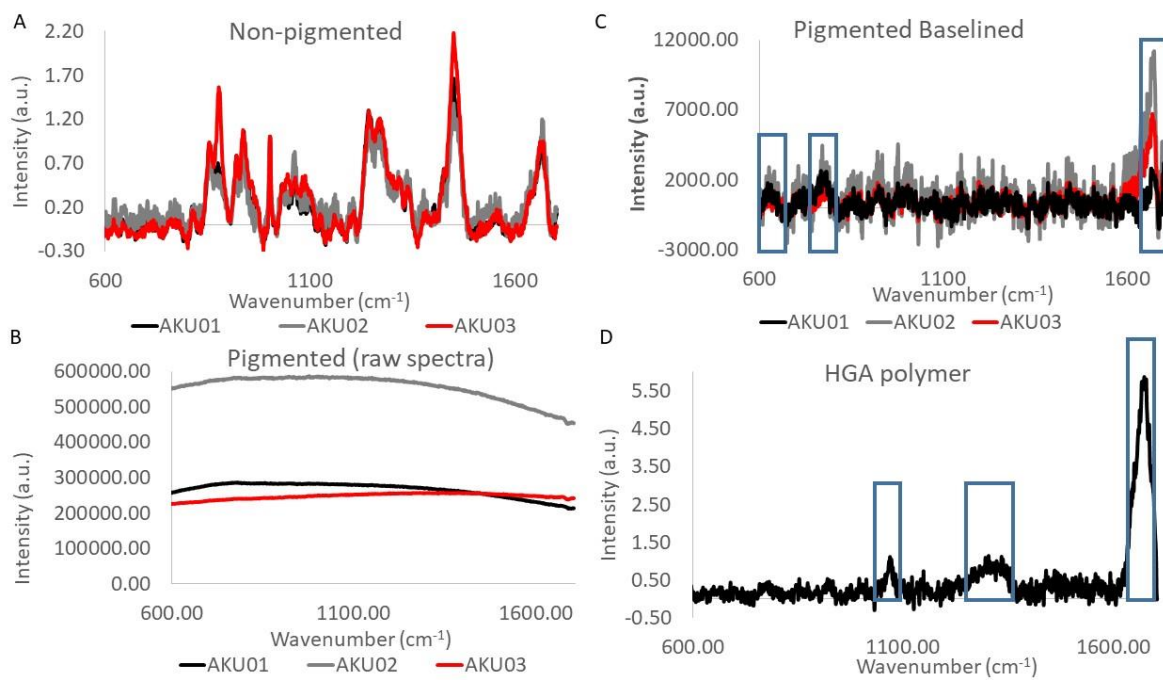 A
Non-pigmented
Intensity (a.u.)
2.20
1.70
1.20
0.70
0.20
-0.30
600
1100
1600
Wavenumber (cm-1)
AKU01
AKU02
AKU03
B
Pigmented (raw spectra)
Intensity (a.u.)
600000.00
500000.00
400000.00
300000.00
200000.00
100000.00
0.00
600.00
1100.00
1600.00
Wavenumber (cm-1)
AKU01
AKU02
AKU03
C
Pigmented Baselined
Intensity (a.u.)
12000.00
7000.00
2000.00
-3000.00
600
1100
1600
Wavenumber (cm-1)
AKU01
AKU02
AKU03
D
HGA polymer
Intensity (a.u.)
5.50
4.50
3.50
2.50
1.50
0.50
-0.50
600.00
1100.00
1600.00
Wavenumber (cm-1)